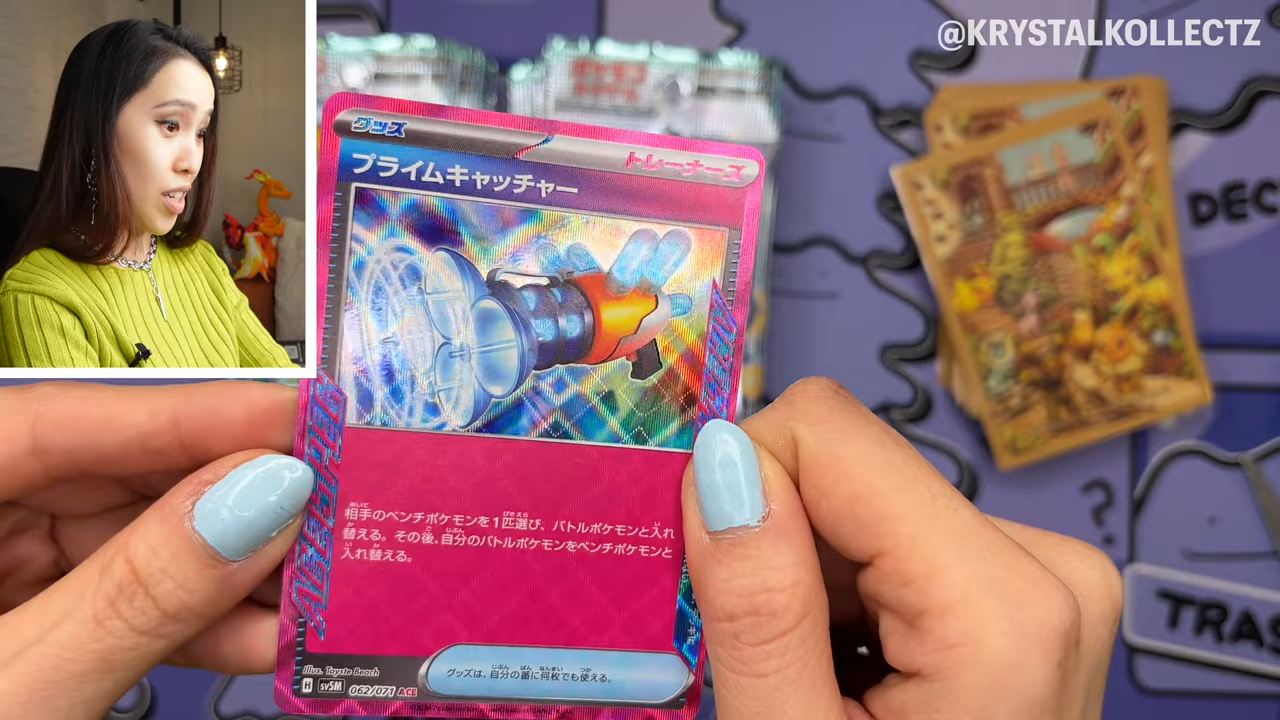 @KRYSTALKOLLECTZ
グッズ
トレーナーズ
プライムキャッチャー
相手のベンチポケモンを1匹選び、バトルポケモンと入れ
替える。その後、自分のバトルポケモンをベンチポケモンと
入れ替える。
グッズは、自分の番に何枚でも使える。
Illus. Toyste Beach
H
sv5M
062/071 ACE
DEC
?
TRAS